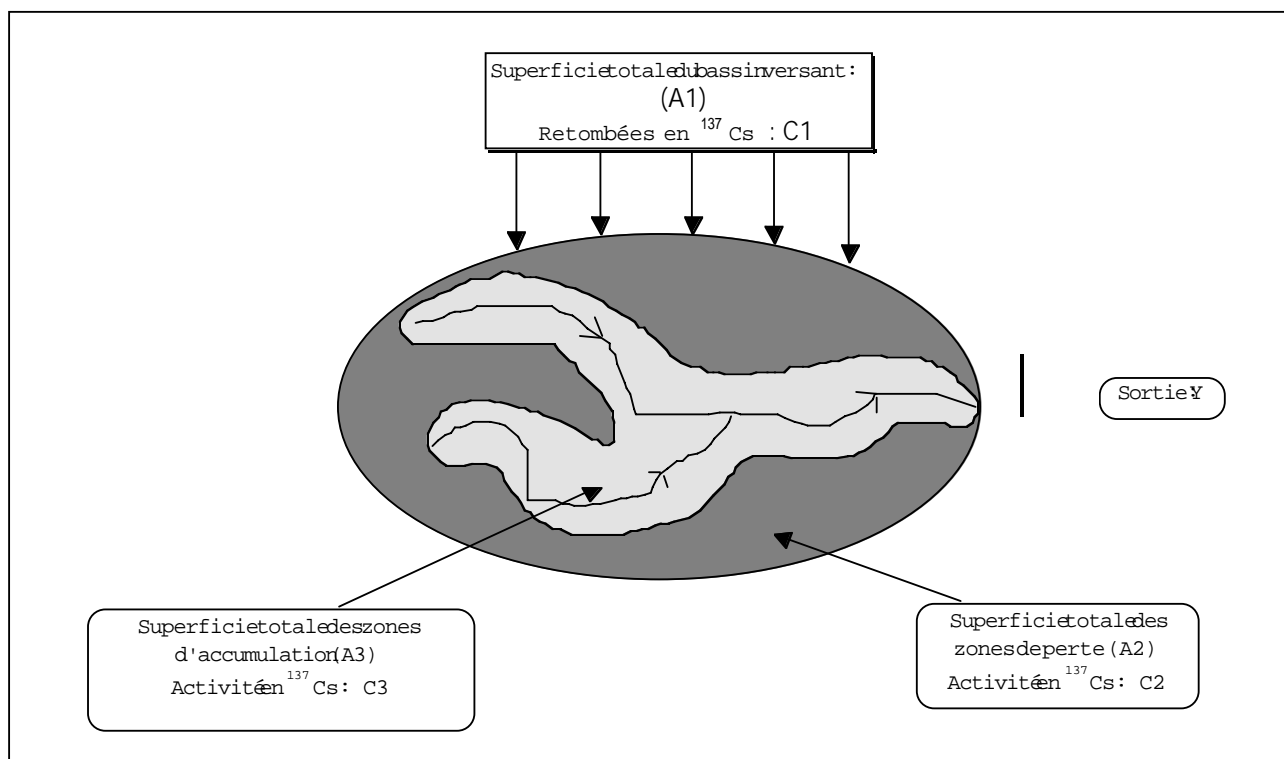 Superficietotaledubassinversant:
(A1)
Retombées en 137 Cs : C1
Sortie:Y
Superficietotaledeszones
d'accumulation(A3)
Activitéen 137 Cs: C3
Superficietotaledes
zonesdeperte (A2)
Activitéen 137 Cs: C2